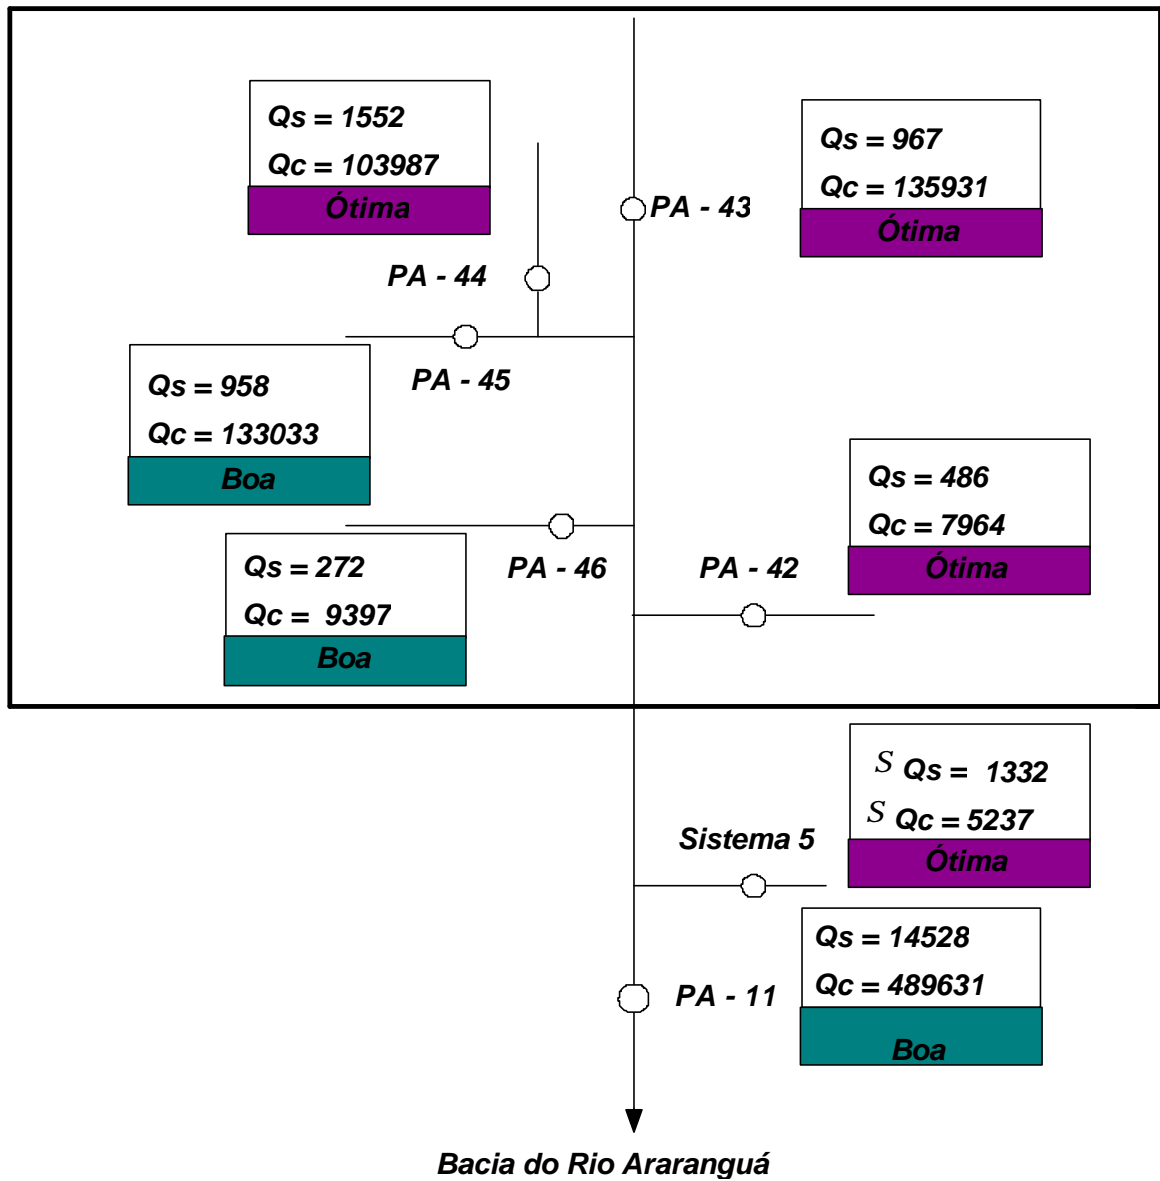 Qs = 1552
Qc = 103987
Ótima
Qs = 967
Qc = 135931
Ótima
PA - 43
PA - 44
PA - 45
Qs = 958
Qc = 133033
Boa
Qs = 486
Qc = 7964
Ótima
PA - 46
PA - 42
Qs = 272
Qc = 9397
Boa
S Qs = 1332
S Qc = 5237
Ótima
Sistema 5
Qs = 14528
Qc = 489631
Boa
PA - 11
Bacia do Rio Araranguá